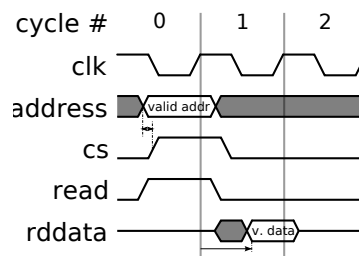 cycle # 0 1 2
clk
address valid addr
cs
read
rddata v. data